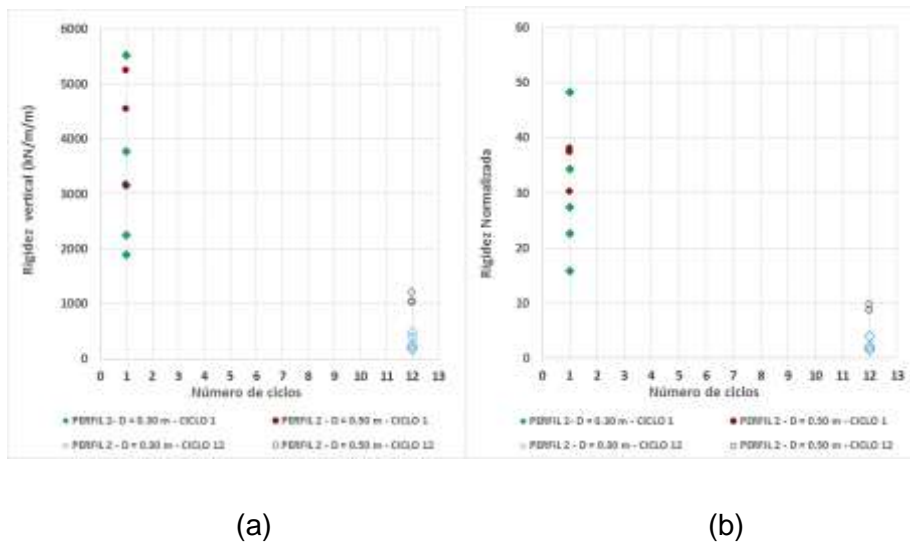 6000
5000
4000
3000
2000
1000
0
Rigidez vertical (kN/m/m)
0 1 2 3 4 5 6 7 8 9 10 11 12 13
Número de ciclos
PERFIL 2- D = 0.30 m - CICLO 1
PERFIL 2 - D = 0.50 m - CICLO 1
PERFIL 2 - D = 0.30 m - CICLO 12
PERFIL 2 - D = 0.50 m - CICLO 12
60
50
40
30
20
10
0
Rigidez Normalizada
0 1 2 3 4 5 6 7 8 9 10 11 12 13
Número de ciclos
PERFIL 2- D = 0.30 m - CICLO 1
PERFIL 2 - D = 0.50 m - CICLO 1
PERFIL 2 - D = 0.30 m - CICLO 12
PERFIL 2 - D = 0.50 m - CICLO 12
(a)
(b)